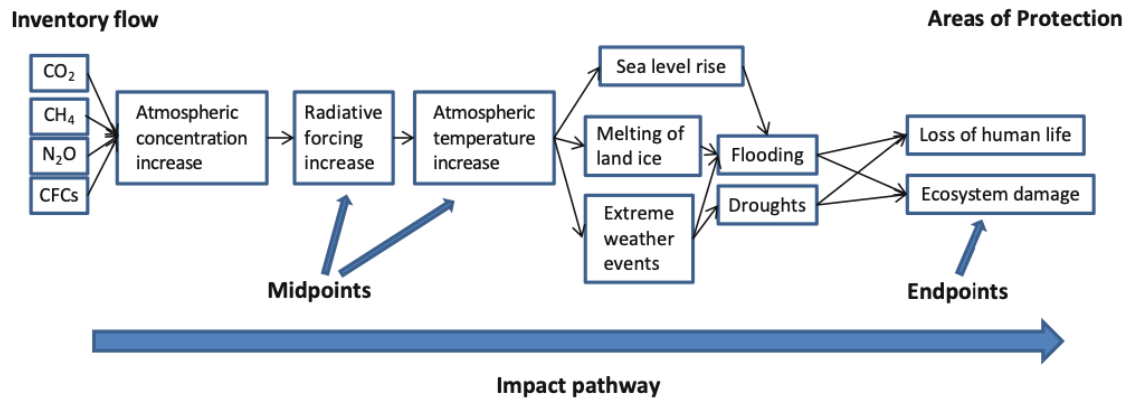 Inventory flow
Areas of Protection
CO₂
CH₄
N₂O
CFCs
Atmospheric
concentration
increase
Radiative
forcing
increase
Atmospheric
temperature
increase
Sea level rise
Melting of
land ice
Extreme
weather
events
Flooding
Droughts
Loss of human life
Ecosystem damage
Midpoints
Endpoints
Impact pathway